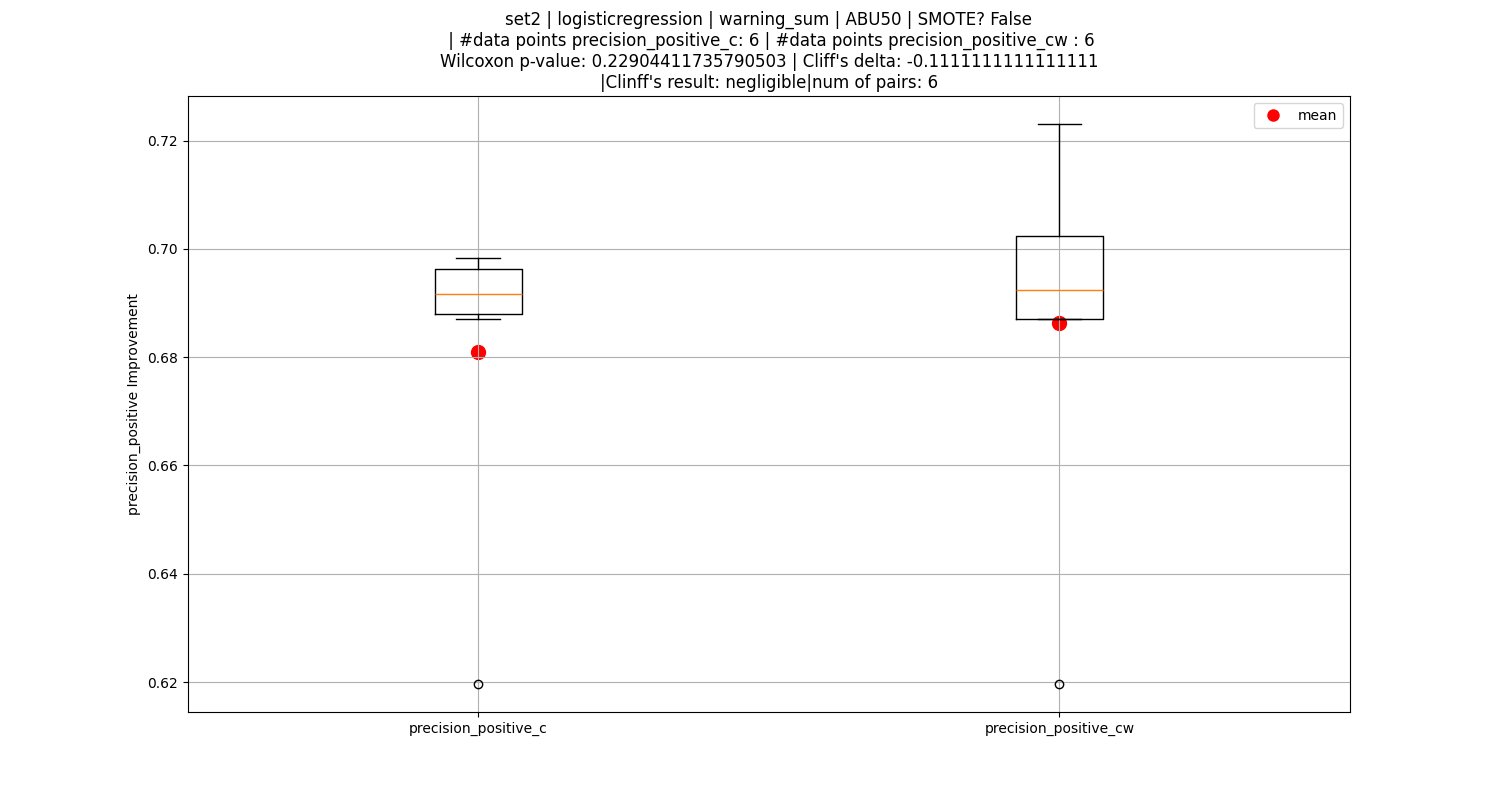 set2 | logisticregression | warning_sum | ABU50 | SMOTE? False
| #data points precision_positive_c: 6 | #data points precision_positive_cw : 6
Wilcoxon p-value: 0.22904411735790503 | Cliff's delta: -0.1111111111111111
|Clinff's result: negligible|num of pairs: 6
mean
precision_positive Improvement
0.72
0.70
0.68
0.66
0.64
0.62
precision_positive_c
precision_positive_cw